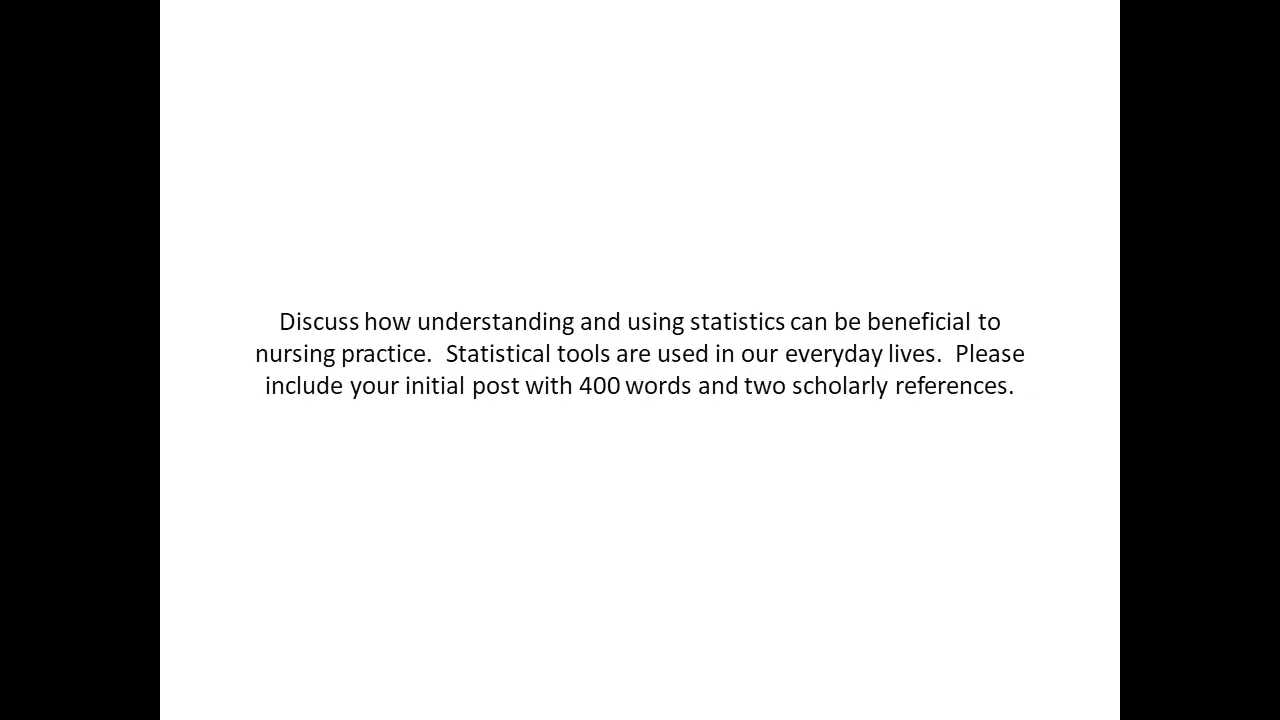 Discuss how understanding and using statistics can be beneficial to
nursing practice.  Statistical tools are used in our everyday lives.  Please
include your initial post with 400 words and two scholarly references.